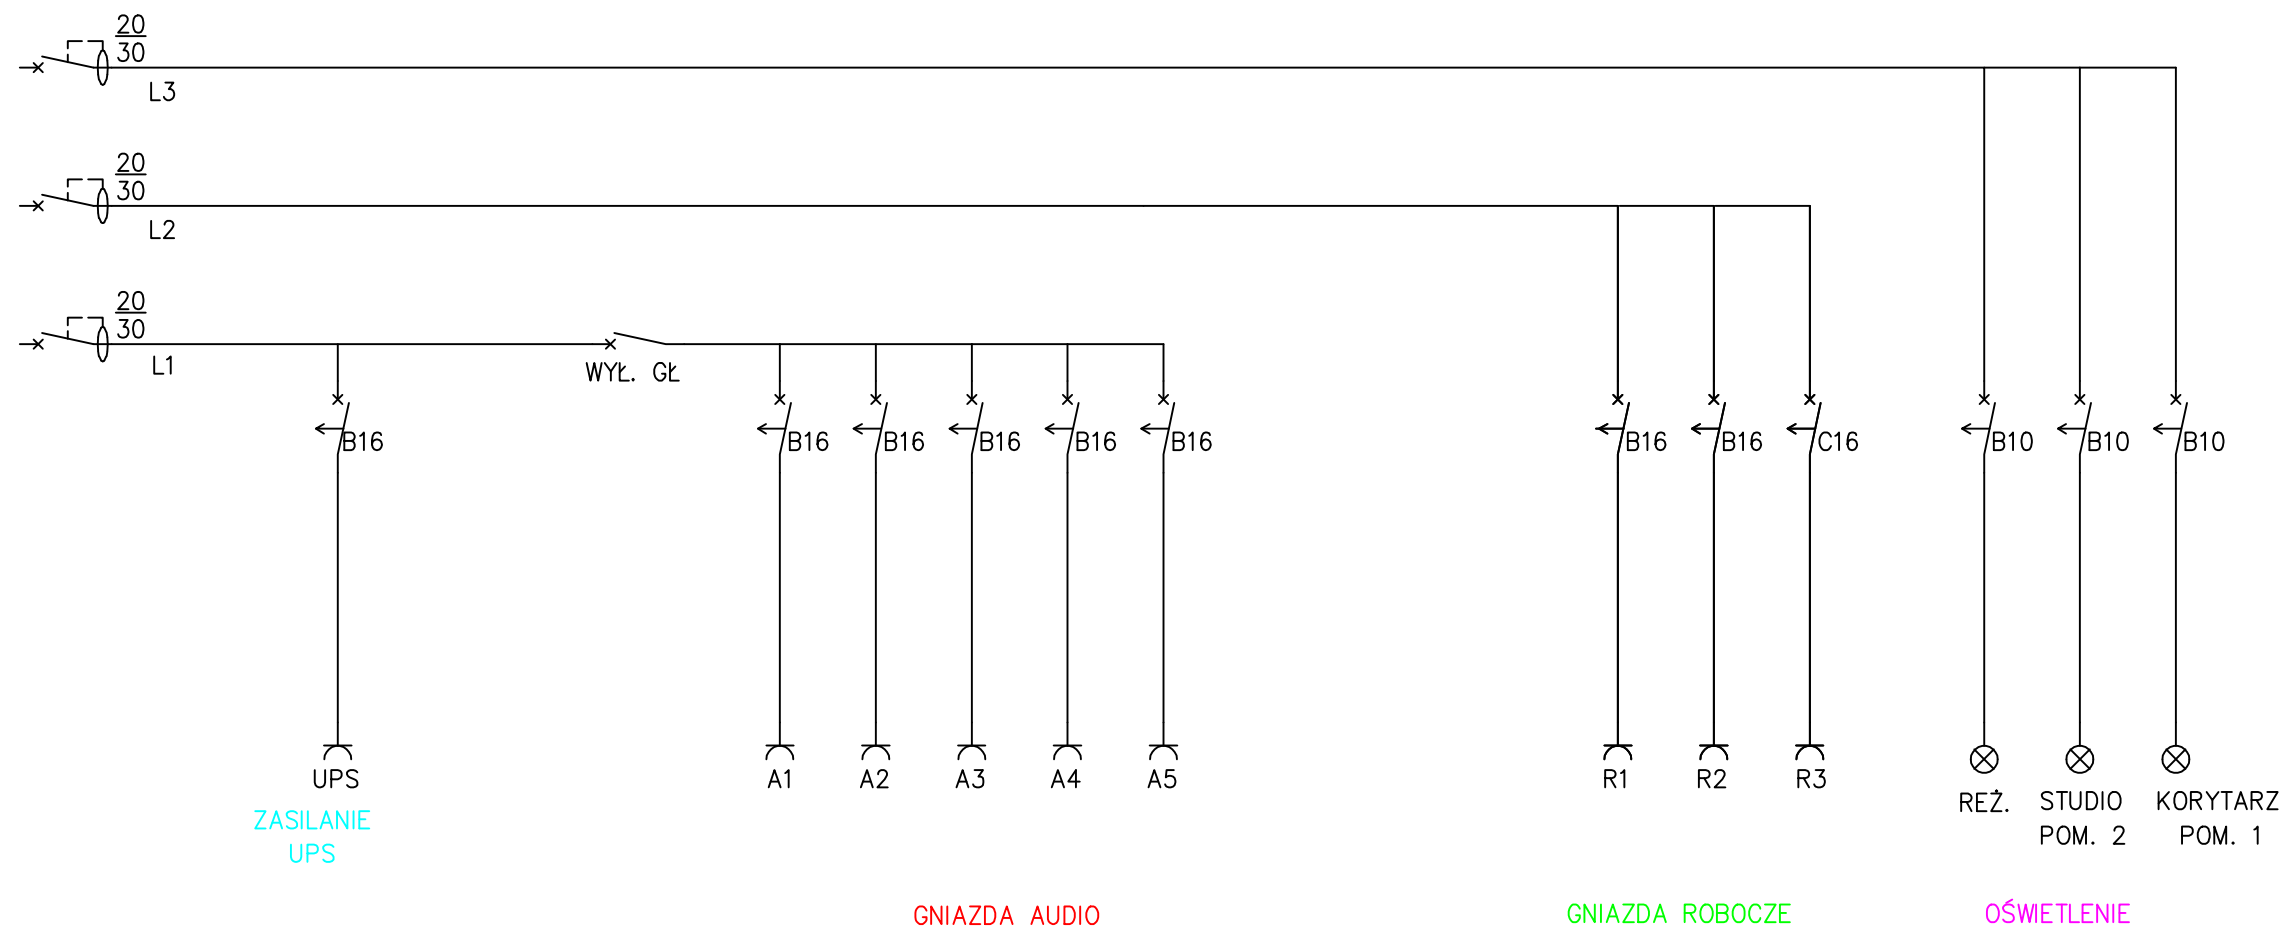 20
30
L3
20
30
L2
20
30
L1
WYŁ. GŁ
B16
B16
B16
B16
B16
B16
B16
B16
C16
B10
B10
B10
UPS
A1
A2
A3
A4
A5
R1
R2
R3
REŻ.
STUDIO
POM. 2
KORYTARZ
POM. 1
ZASILANIE
UPS
GNIAZDA AUDIO
GNIAZDA ROBOCZE
OŚWIETLENIE